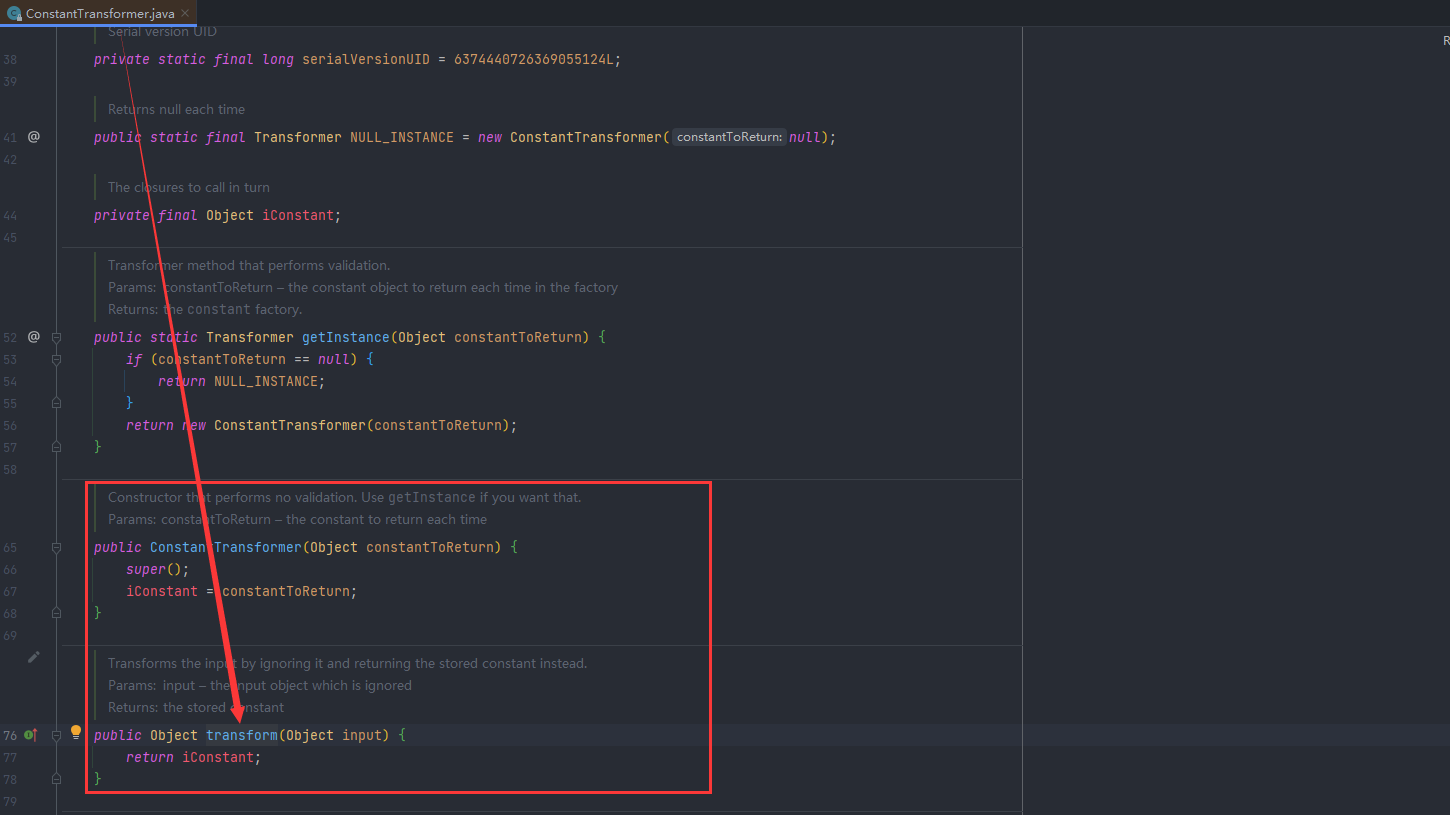 ConstantTransformer.java
Serial version UID
R
38 private static final long serialVersionUID = 6374440726369055124L;
39
Returns null each time
41 @ public static final Transformer NULL_INSTANCE = new ConstantTransformer( constantToReturn: null);
42
The closures to call in turn
44 private final Object iConstant;
45
Transformer method that performs validation.
Params: constantToReturn – the constant object to return each time in the factory
Returns: the constant factory.
52 @ public static Transformer getInstance(Object constantToReturn) {
53 if (constantToReturn == null) {
54 return NULL_INSTANCE;
55 }
56 return new ConstantTransformer(constantToReturn);
57 }
58
Constructor that performs no validation. Use getInstance if you want that.
Params: constantToReturn – the constant to return each time
65 public ConstantTransformer(Object constantToReturn) {
66 super();
67 iConstant = constantToReturn;
68 }
69
Transforms the input by ignoring it and returning the stored constant instead.
Params: input – the input object which is ignored
Returns: the stored constant
76 public Object transform(Object input) {
77 return iConstant;
78 }
79